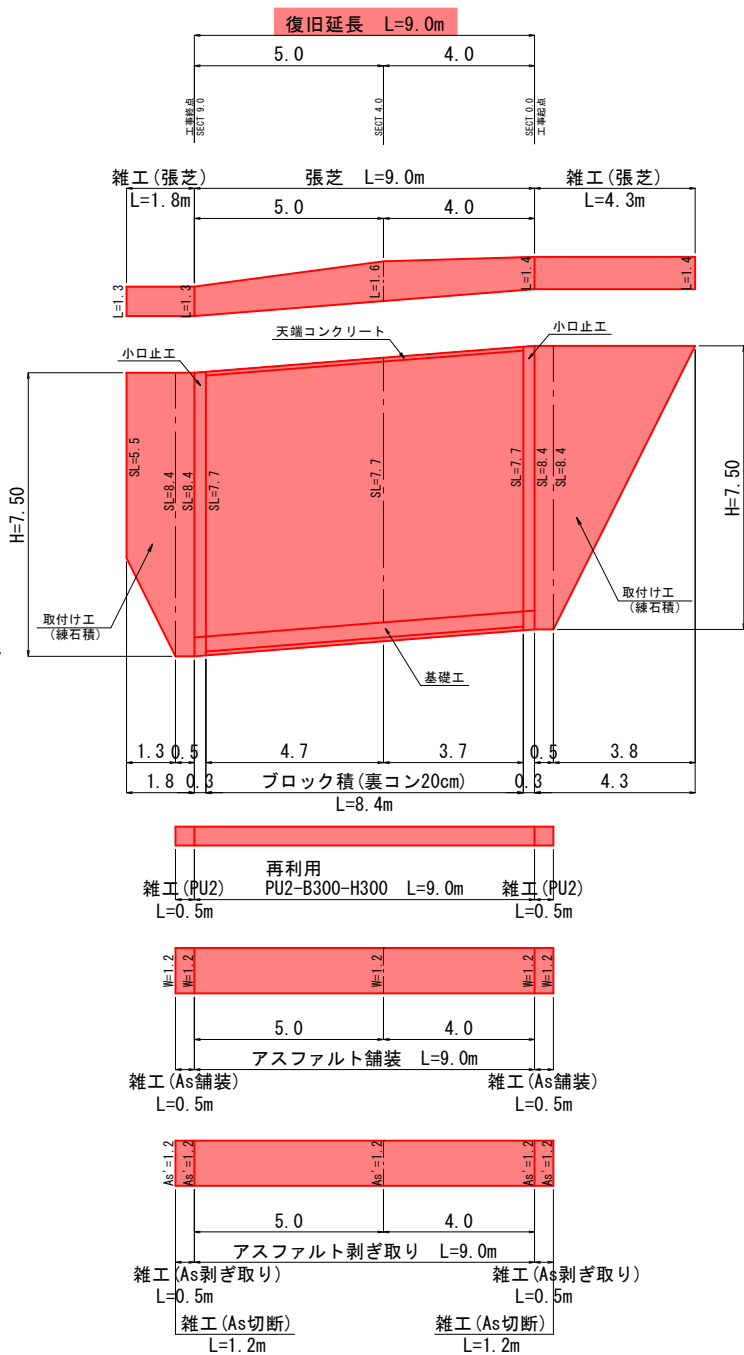 復旧延長 L=9.0m
5.0 4.0
工事終点
SECT 9.0
SECT 4.0
SECT 0.0
工事起点
雑工(張芝) 張芝 L=9.0m 雑工(張芝)
L=1.8m L=4.3m
5.0 4.0
L=1.3 L=1.3 L=1.6 L=1.4 L=1.4
天端コンクリート
小口止工 小口止工
H=7.50 SL=5.5 SL=8.4 SL=8.4 SL=7.7 SL=7.7 SL=7.7 SL=8.4 SL=8.4 H=7.50
取付け工
(練石積)
取付け工
(練石積)
基礎工
1.3 0.5 4.7 3.7 0.5 3.8
1.8 0.3 ブロック積(裏コン20cm) 0.3 4.3
L=8.4m
再利用
雑工(PU2) PU2-B300-H300 L=9.0m 雑工(PU2)
L=0.5m L=0.5m
W=1.2 W=1.2 W=1.2 W=1.2 W=1.2
5.0 4.0
アスファルト舗装 L=9.0m
雑工(As舗装) 雑工(As舗装)
L=0.5m L=0.5m
As'=1.2 As'=1.2 As'=1.2 As'=1.2 As'=1.2
5.0 4.0
アスファルト剥ぎ取り L=9.0m
雑工(As剥ぎ取り) 雑工(As剥ぎ取り)
L=0.5m L=0.5m
雑工(As切断) 雑工(As切断)
L=1.2m L=1.2m